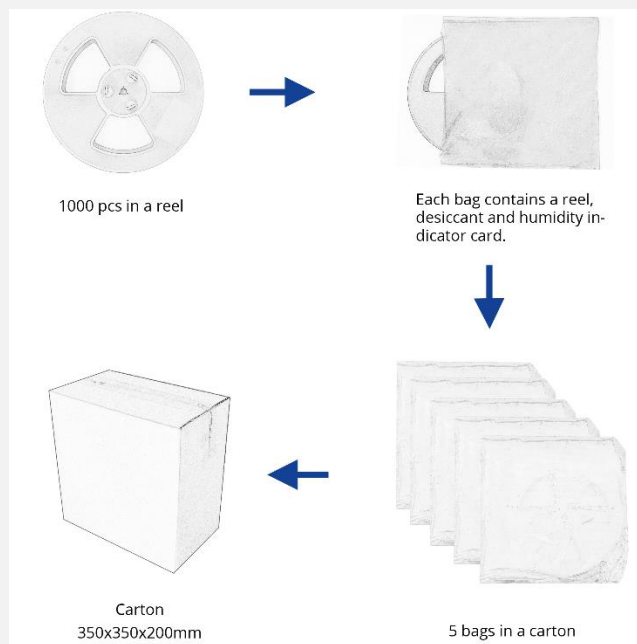 1000 pcs in a reel
Each bag contains a reel,
desiccant and humidity in-
dicator card.
Carton
350x350x200mm
5 bags in a carton